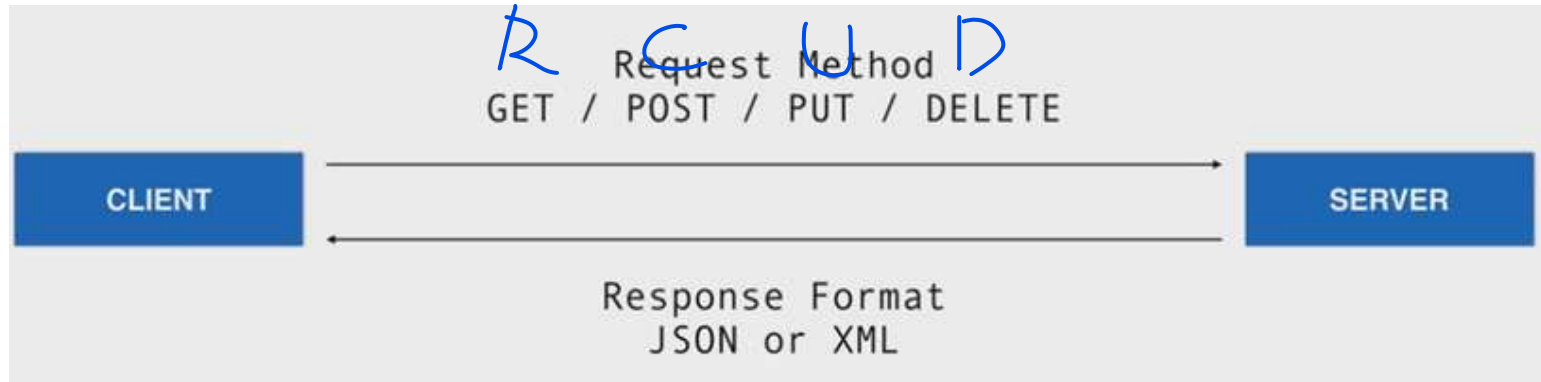 R C U D
Request Method
GET / POST / PUT / DELETE
CLIENT
SERVER
Response Format
JSON or XML